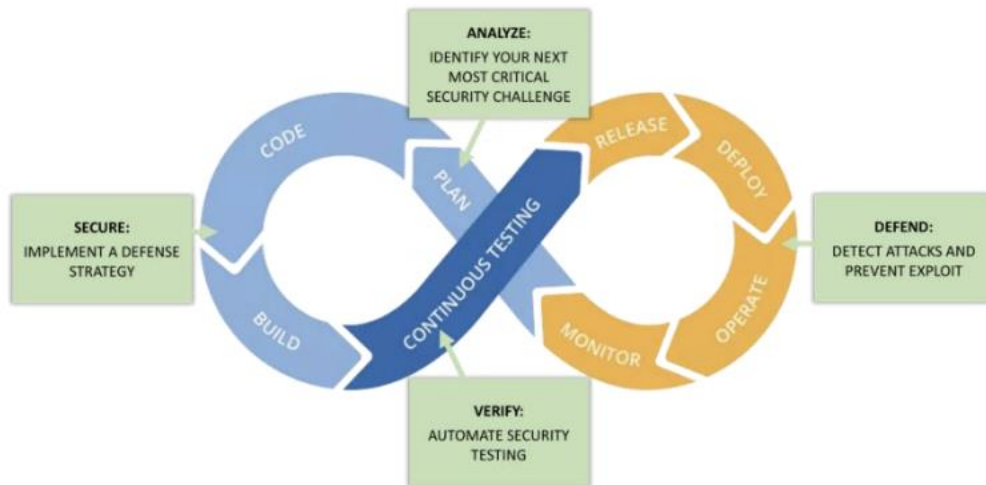 ANALYZE:
IDENTIFY YOUR NEXT
MOST CRITICAL
SECURITY CHALLENGE
CODE
PLAN
RELEASE
DEPLOY
SECURE:
IMPLEMENT A DEFENSE
STRATEGY
DEFEND:
DETECT ATTACKS AND
PREVENT EXPLOIT
BUILD
CONTINUOUS TESTING
MONITOR
OPERATE
VERIFY:
AUTOMATE SECURITY
TESTING